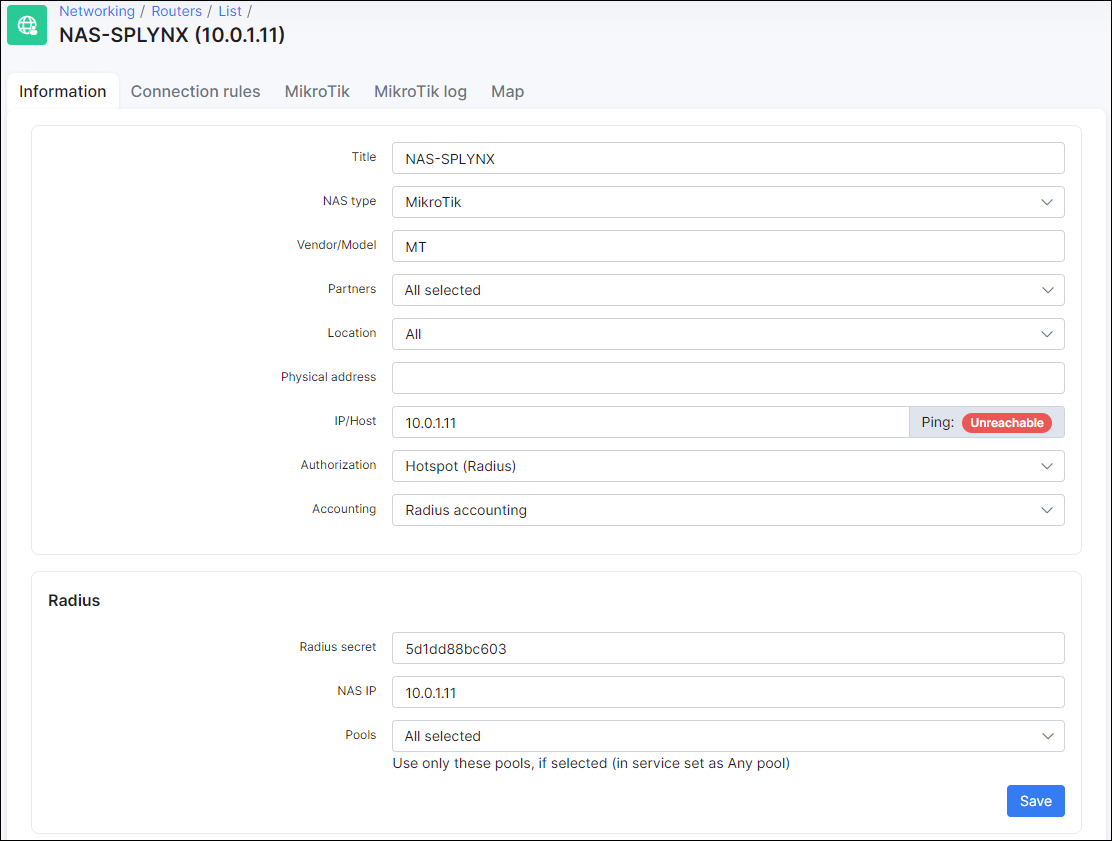 Networking / Routers / List /
NAS-SPLYNX (10.0.1.11)
Information Connection rules MikroTik MikroTik log Map
Title NAS-SPLYNX
NAS type MikroTik
Vendor/Model MT
Partners All selected
Location All
Physical address
IP/Host 10.0.1.11 Ping: Unreachable
Authorization Hotspot (Radius)
Accounting Radius accounting
Radius
Radius secret 5d1dd88bc603
NAS IP 10.0.1.11
Pools All selected
Use only these pools, if selected (in service set as Any pool)
Save